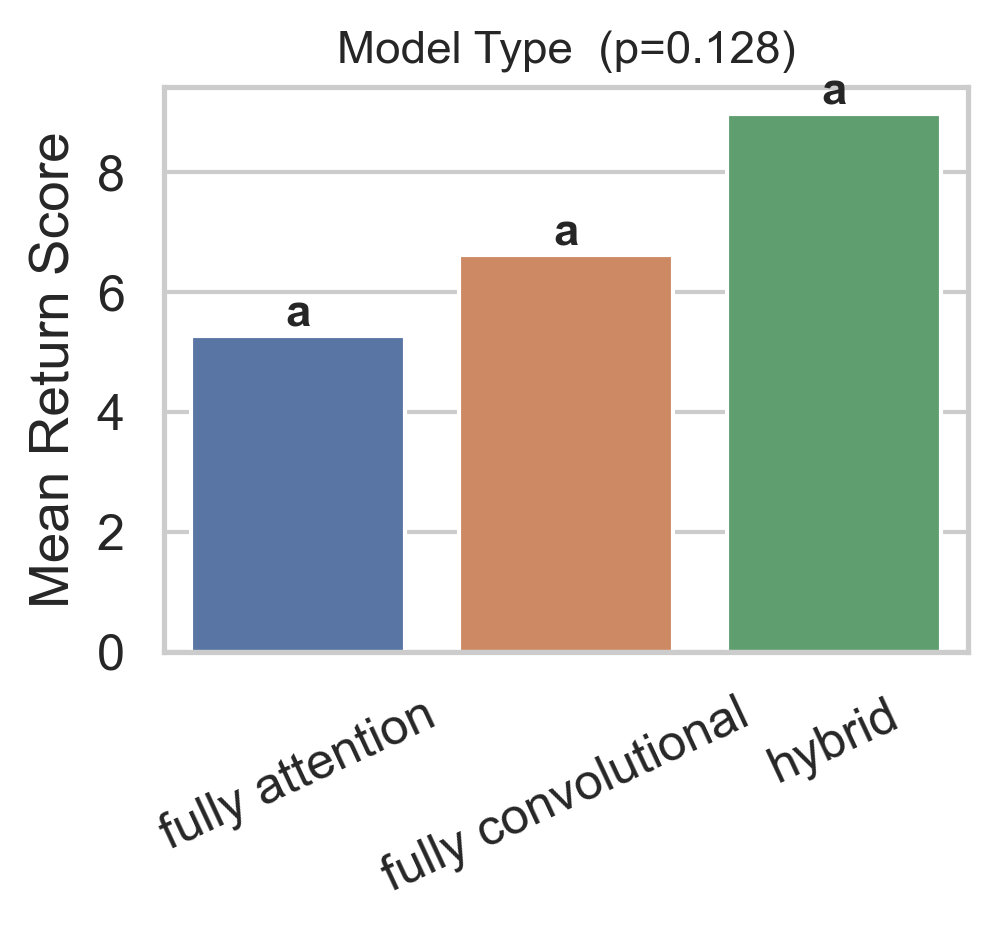 Model Type (p=0.128)
Mean Return Score
8
6
4
2
0
a
a
a
fully attention
fully convolutional
hybrid